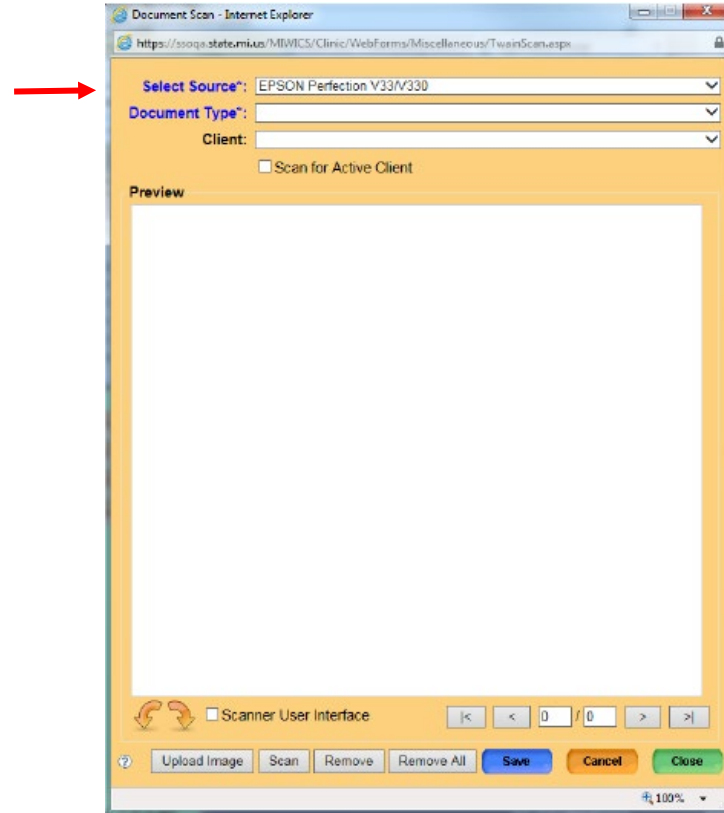 Document Scan - Internet Explorer
https://ssoqa.state.mi.us/MIWICS/Clinic/WebForms/Miscellaneous/TwainScan.aspx
Select Source*: EPSON Perfection V33/V330
Document Type*:
Client:
Scan for Active Client
Preview
Scanner User Interface |< < 0 / 0 > >|
? Upload Image Scan Remove Remove All Save Cancel Close
100%